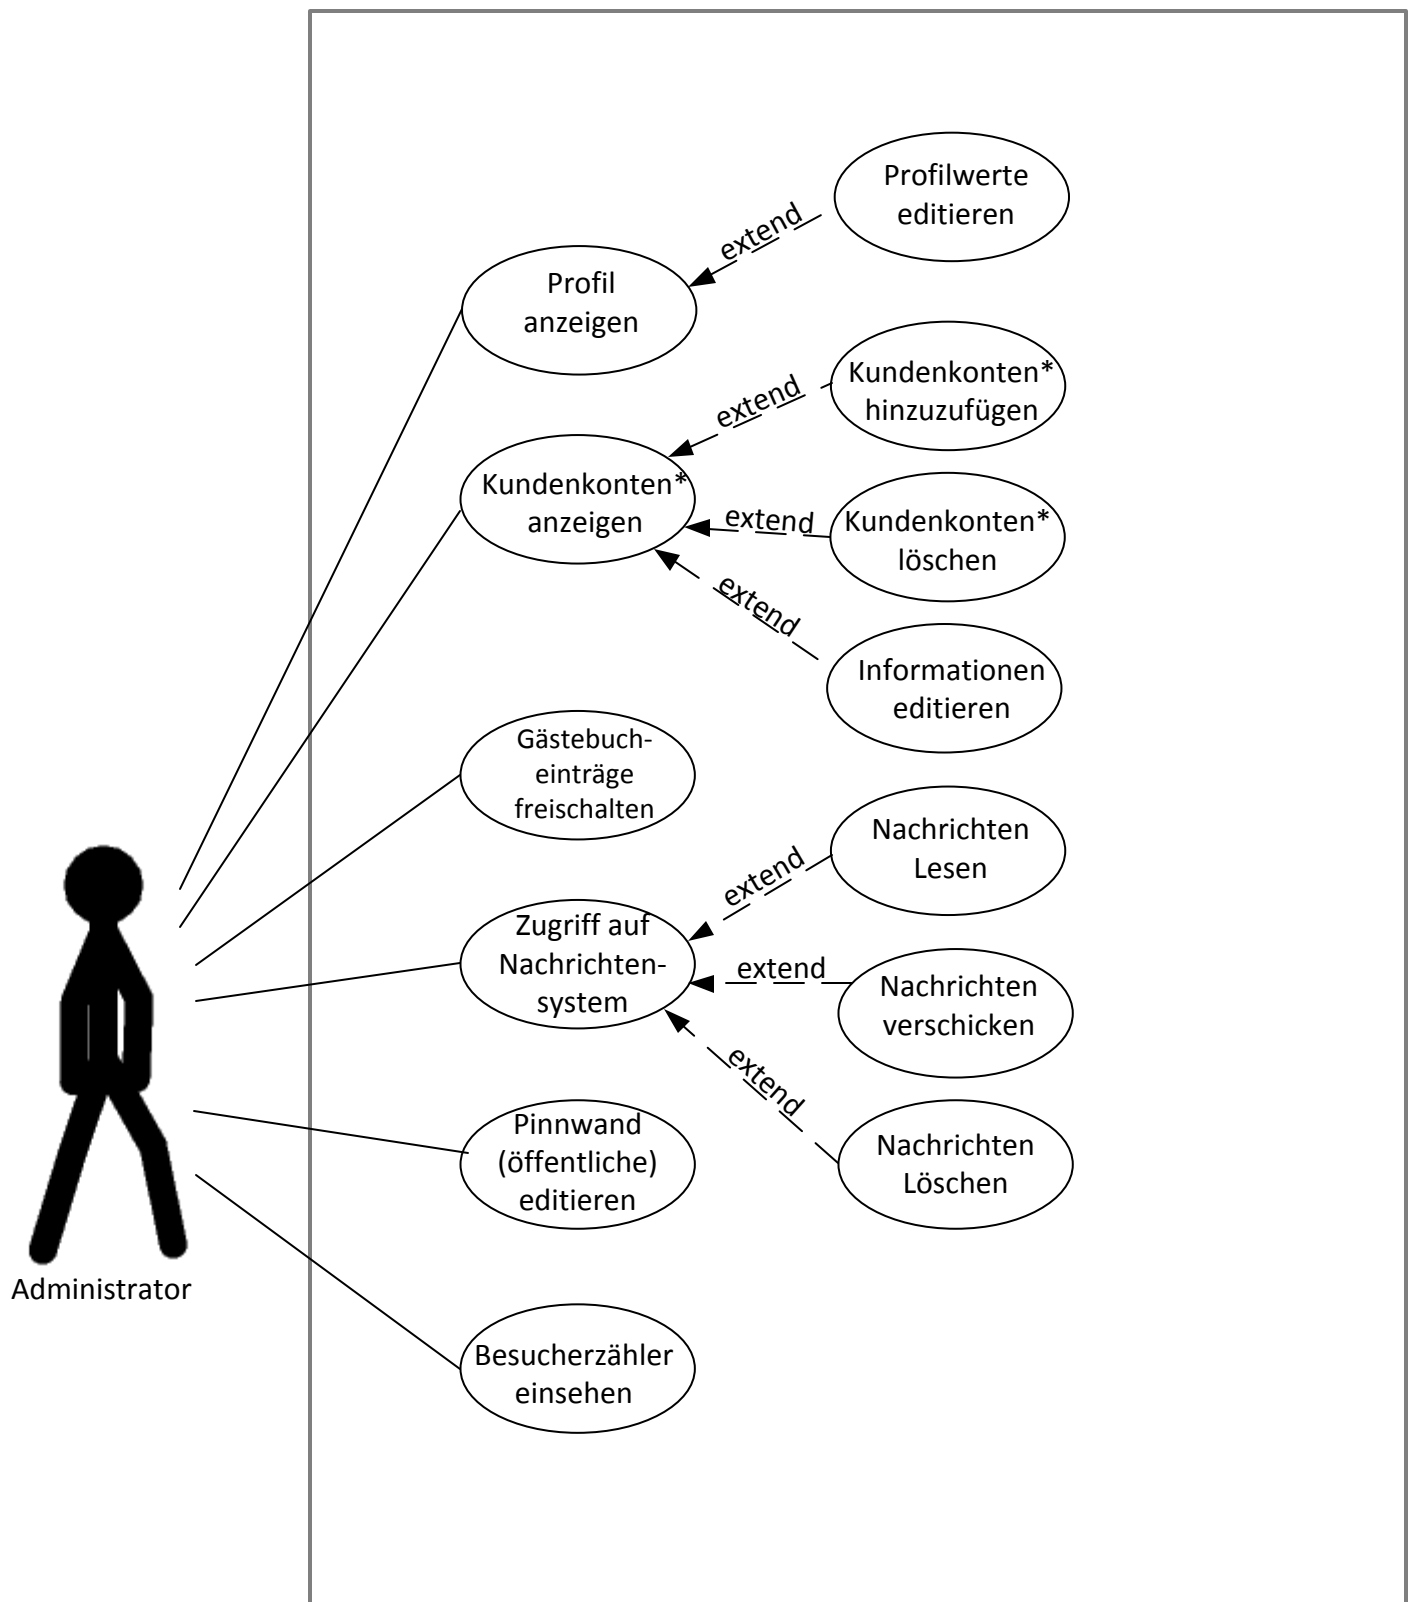 Profilwerte
editieren
extend
Profil
anzeigen
Kundenkonten*
hinzuzufügen
extend
Kundenkonten*
anzeigen
extend
Kundenkonten*
löschen
extend
Informationen
editieren
Gästebuch-
einträge
freischalten
Nachrichten
Lesen
extend
Zugriff auf
Nachrichten-
system
extend
Nachrichten
verschicken
extend
Nachrichten
Löschen
Pinnwand
(öffentliche)
editieren
Administrator
Besucherzähler
einsehen